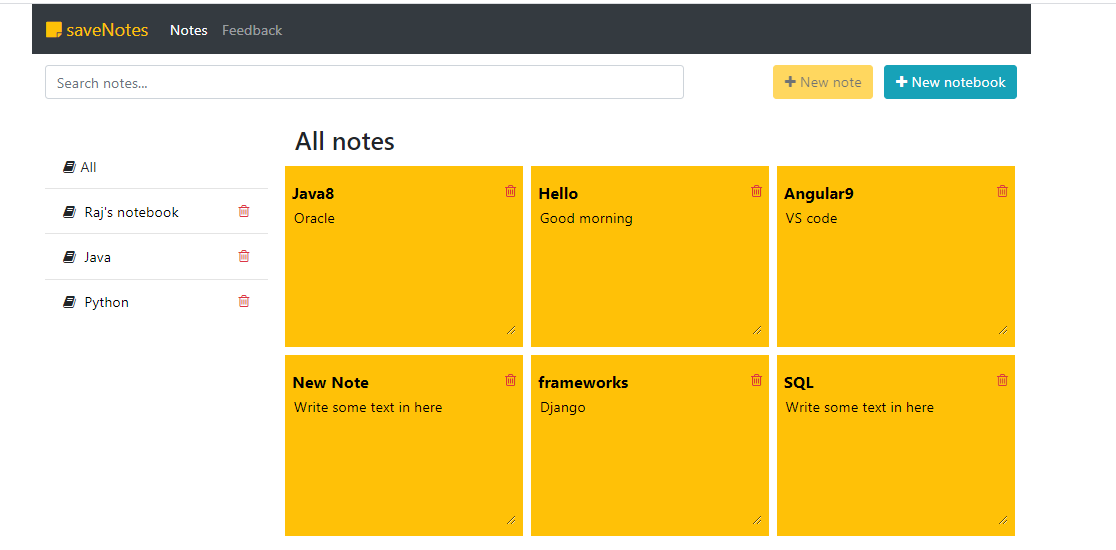 saveNotes Notes Feedback
Search notes...
New note
New notebook
All notes
All
Raj's notebook
Java
Python
Java8
Oracle
Hello
Good morning
Angular9
VS code
New Note
Write some text in here
frameworks
Django
SQL
Write some text in here